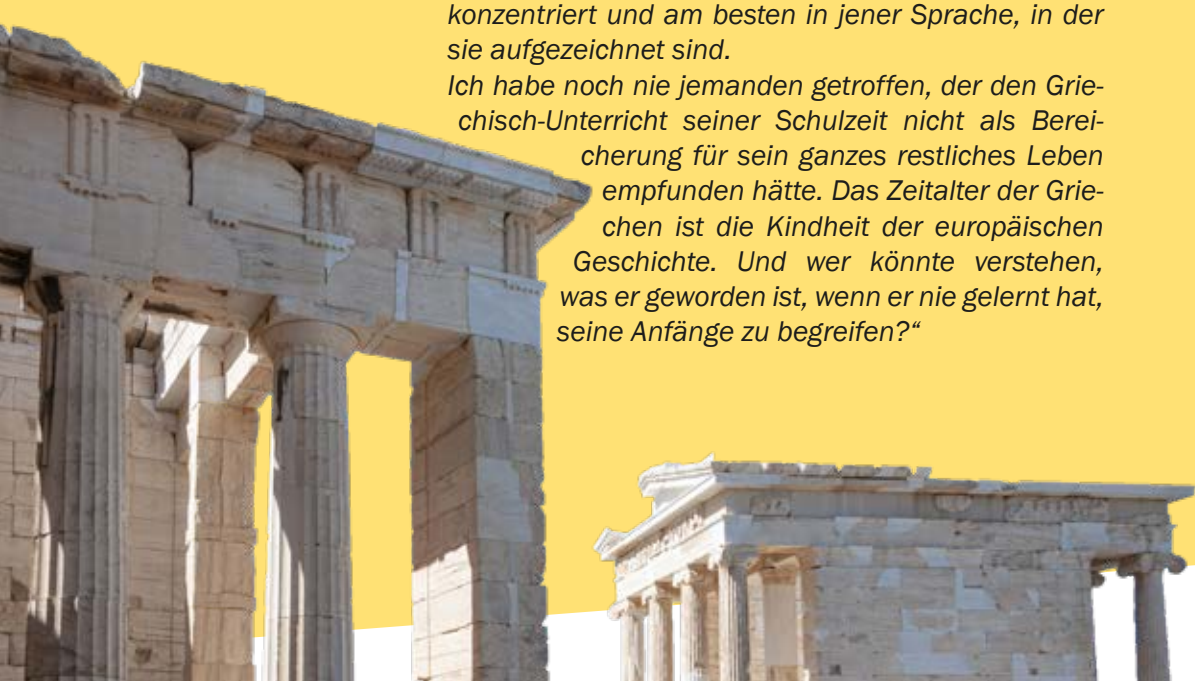 konzentriert und am besten in jener Sprache, in der
sie aufgezeichnet sind.
Ich habe noch nie jemanden getroffen, der den Grie-
chisch-Unterricht seiner Schulzeit nicht als Berei-
cherung für sein ganzes restliches Leben
empfunden hätte. Das Zeitalter der Grie-
chen ist die Kindheit der europäischen
Geschichte. Und wer könnte verstehen,
was er geworden ist, wenn er nie gelernt hat,
seine Anfänge zu begreifen?“